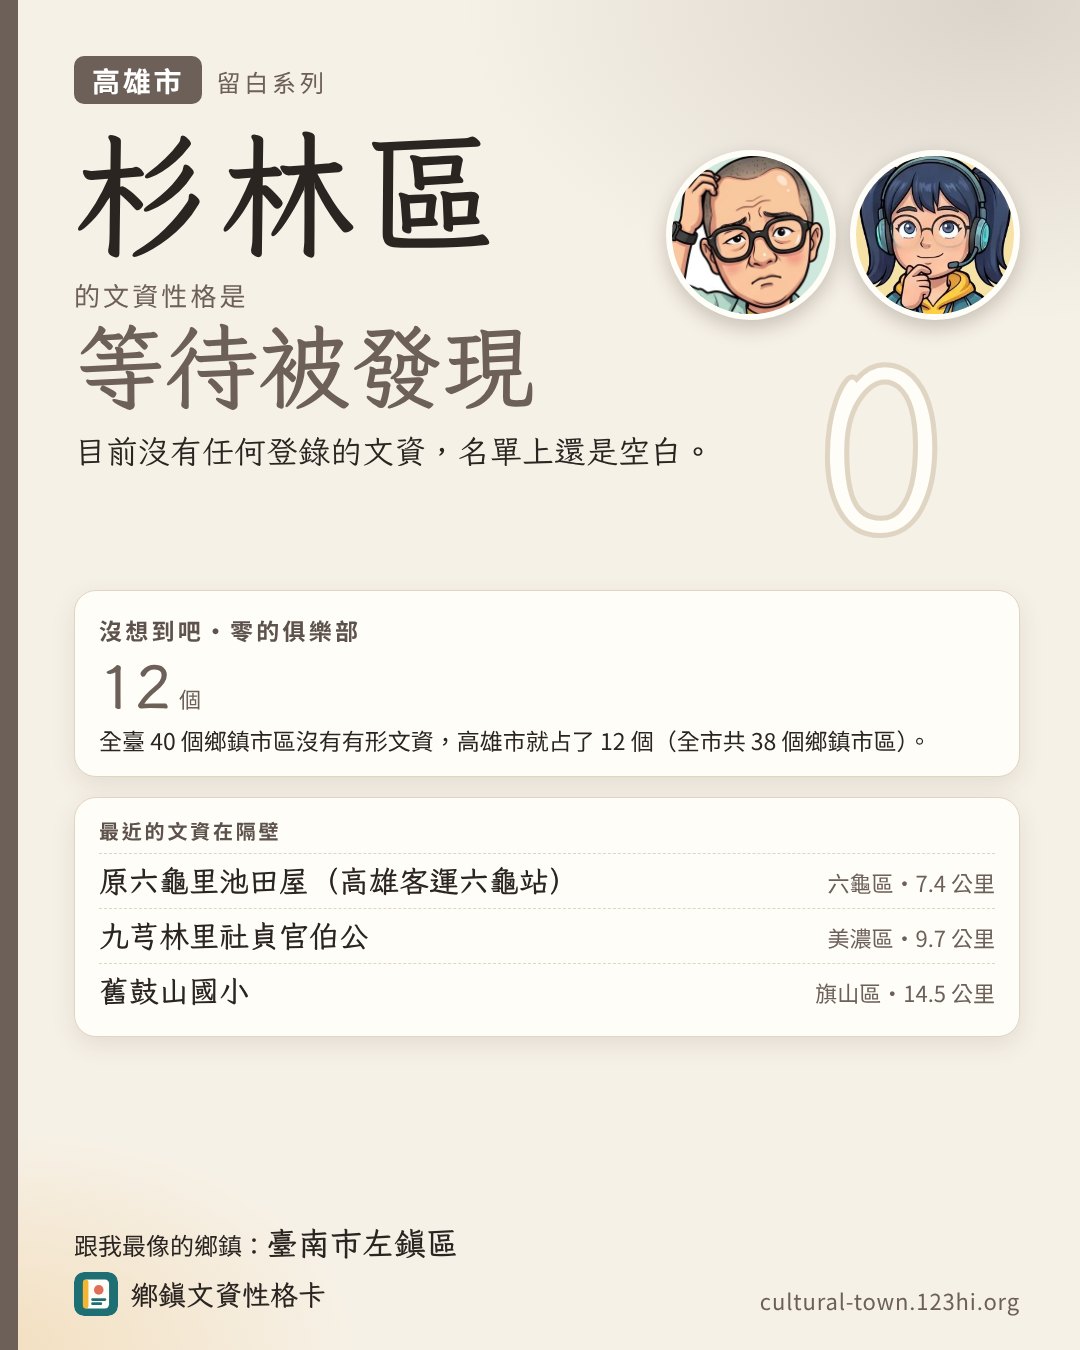 高雄市 留白系列
杉林區
的文資性格是
等待被發現
目前沒有任何登錄的文資，名單上還是空白。
0
沒想到吧・零的俱樂部
12 個
全臺 40 個鄉鎮市區沒有有形文資，高雄市就占了 12 個（全市共 38 個鄉鎮市區）。
最近的文資在隔壁
原六龜里池田屋（高雄客運六龜站） 六龜區・7.4 公里
九芎林里社貞官伯公 美濃區・9.7 公里
舊鼓山國小 旗山區・14.5 公里
跟我最像的鄉鎮：臺南市左鎮區
鄉鎮文資性格卡
cultural-town.123hi.org